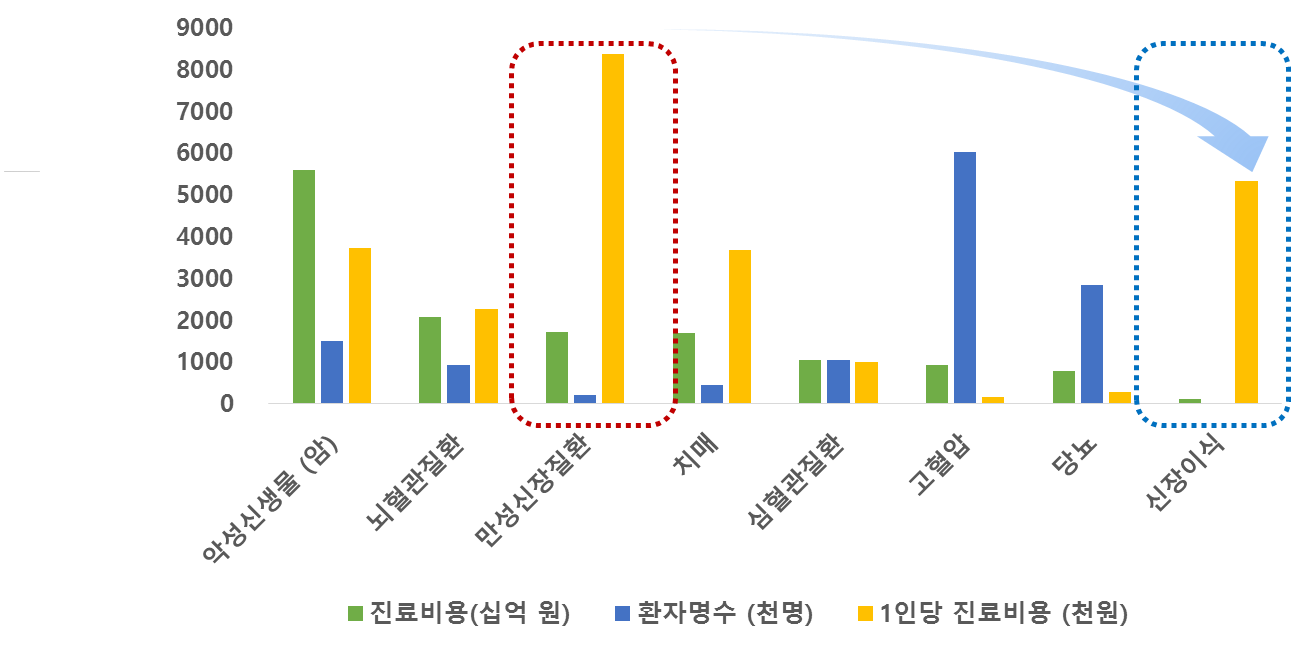 9000
8000
7000
6000
5000
4000
3000
2000
1000
0
악성신생물 (암)
뇌혈관질환
만성신장질환
치매
심혈관질환
고혈압
당뇨
신장이식
진료비용(십억 원) 환자명수 (천명) 1인당 진료비용 (천원)